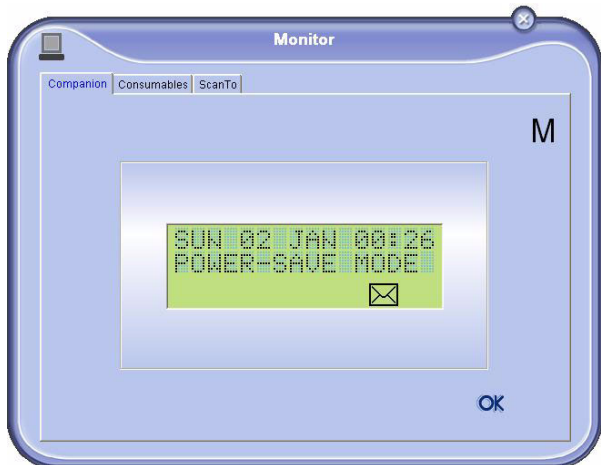 Monitor
Companion Consumables ScanTo
M
SUN 02 JAN 00:26
POWER-SAVE MODE
OK